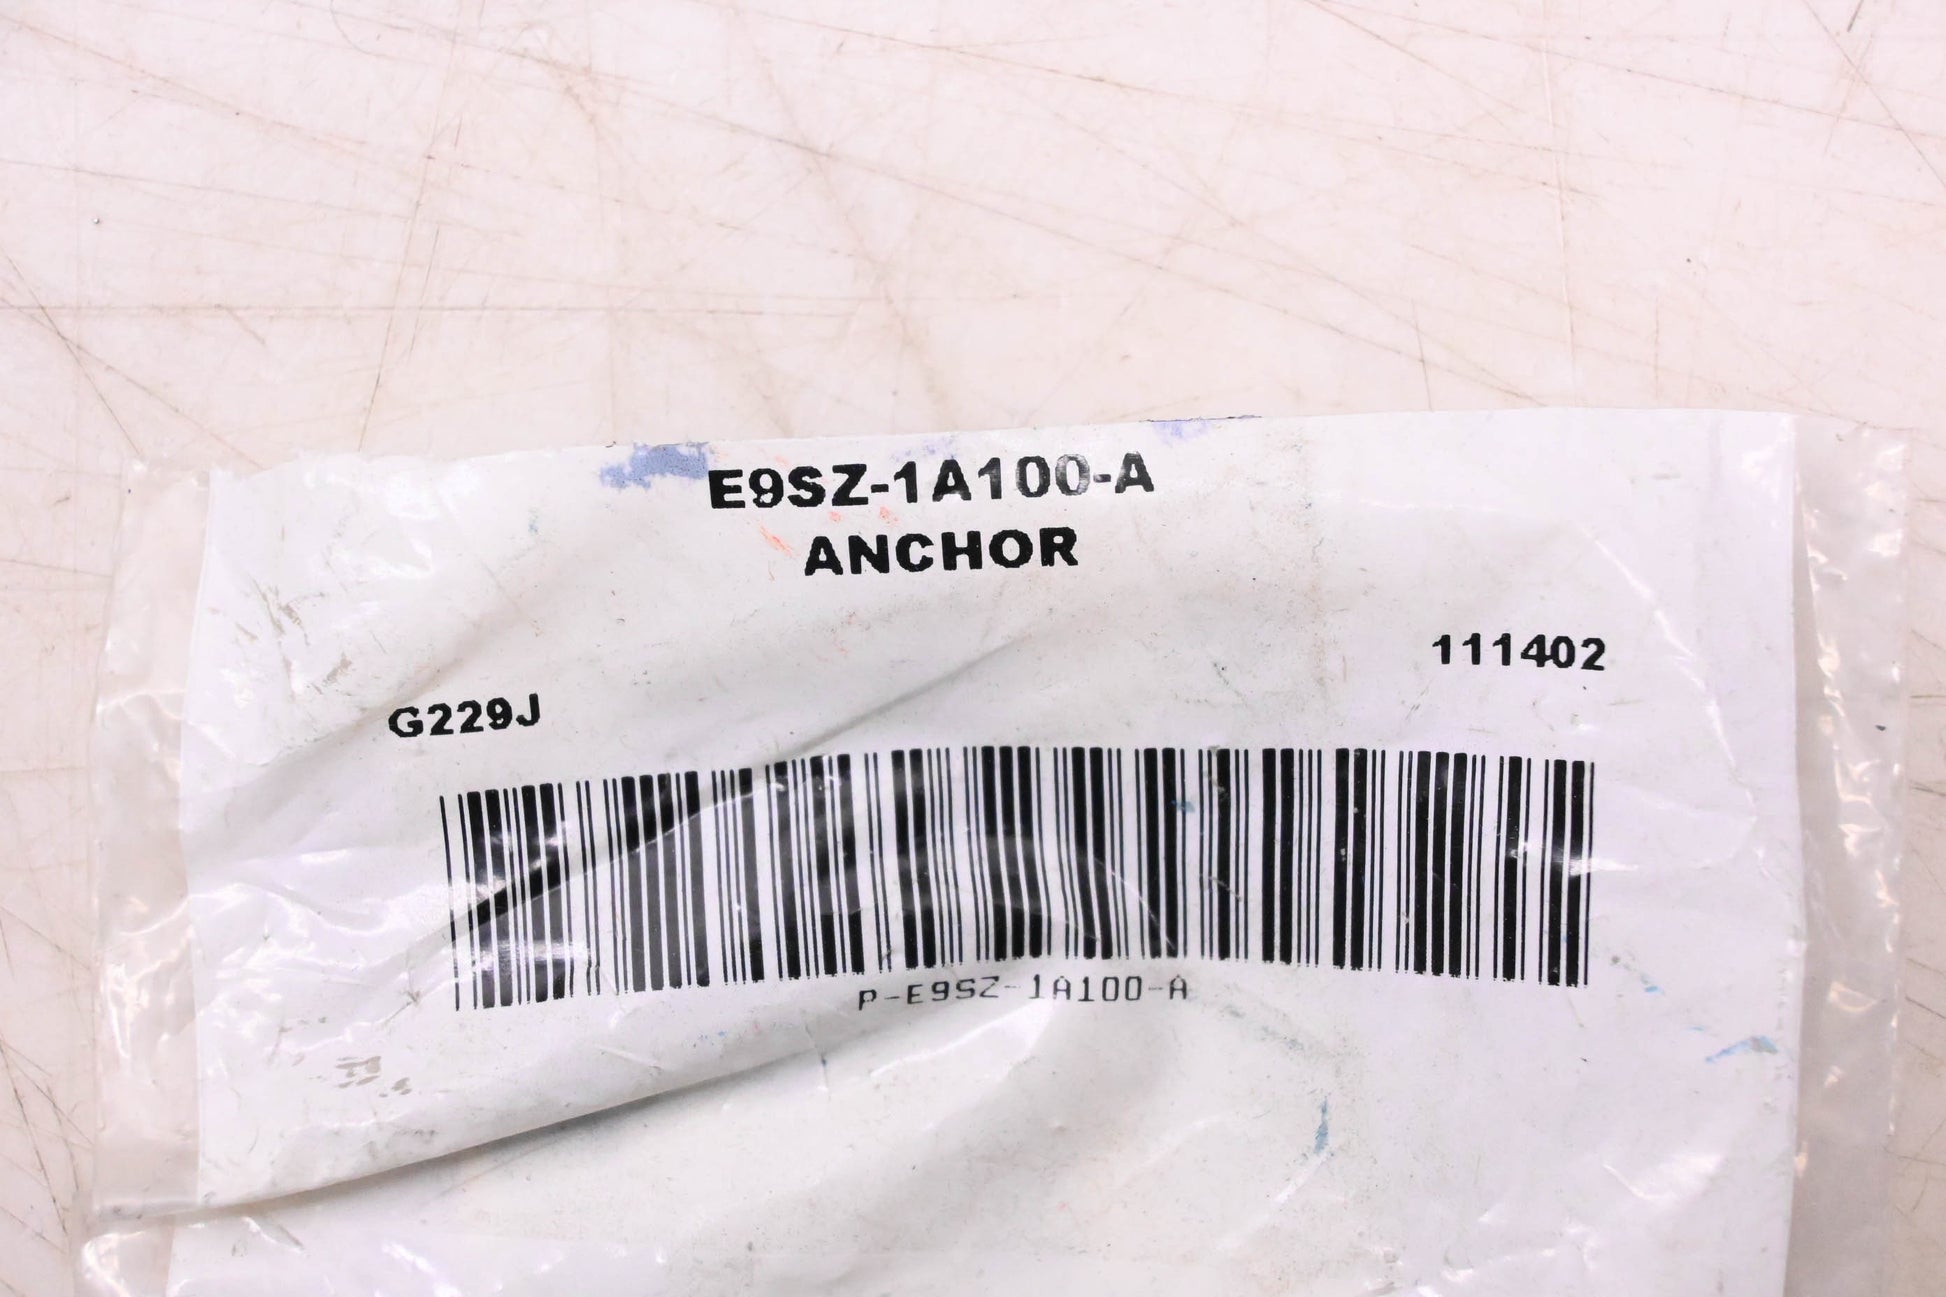 E9SZ-1A100-A
ANCHOR
111402
G229J
P-E9SZ-1A100-A